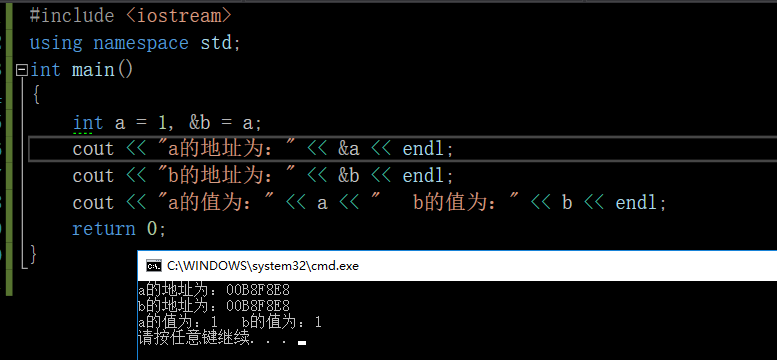 #include <iostream>
using namespace std;
int main()
{
int a = 1, &b = a;
cout << "a的地址为：" << &a << endl;
cout << "b的地址为：" << &b << endl;
cout << "a的值为：" << a << "   b的值为：" << b << endl;
return 0;
}
C:\WINDOWS\system32\cmd.exe
a的地址为：00B8F8E8
b的地址为：00B8F8E8
a的值为：1   b的值为：1
请按任意键继续. . .